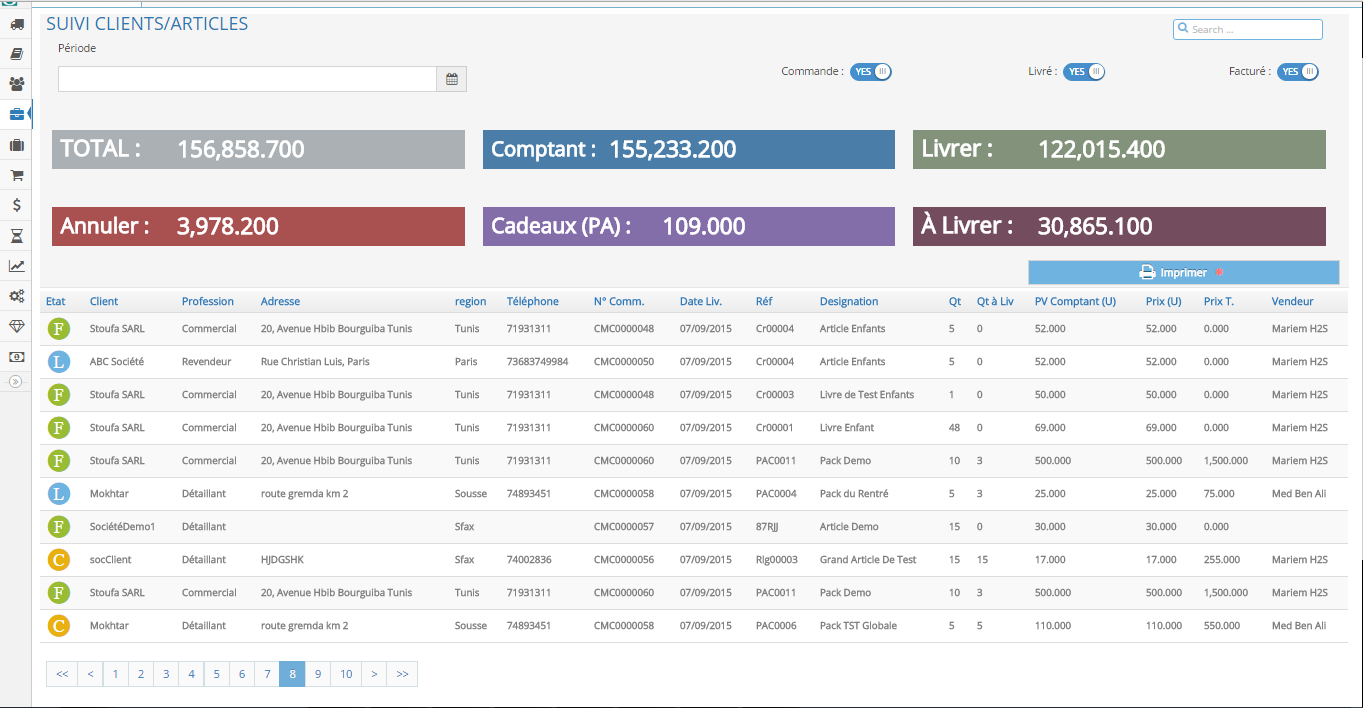 SUIVI CLIENTS/ARTICLES
Search ...
Période
Commande : YES Livré : YES Facturé : YES
TOTAL : 156,858.700 Comptant : 155,233.200 Livrer : 122,015.400
Annuler : 3,978.200 Cadeaux (PA) : 109.000 À Livrer : 30,865.100
Imprimer
Etat Client Profession Adresse region Téléphone N° Comm. Date Liv. Réf Designation Qt Qt à Liv PV Comptant (U) Prix (U) Prix T. Vendeur
F Stoufa SARL Commercial 20, Avenue Hbib Bourguiba Tunis Tunis 71931311 CMC0000048 07/09/2015 Cr00004 Article Enfants 5 0 52.000 52.000 0.000 Mariem H2S
L ABC Société Revendeur Rue Christian Luis, Paris Paris 73683749984 CMC0000050 07/09/2015 Cr00004 Article Enfants 5 0 52.000 52.000 0.000 Mariem H2S
F Stoufa SARL Commercial 20, Avenue Hbib Bourguiba Tunis Tunis 71931311 CMC0000048 07/09/2015 Cr00003 Livre de Test Enfants 1 0 50.000 50.000 0.000 Mariem H2S
F Stoufa SARL Commercial 20, Avenue Hbib Bourguiba Tunis Tunis 71931311 CMC0000060 07/09/2015 Cr00001 Livre Enfant 48 0 69.000 69.000 0.000 Mariem H2S
F Stoufa SARL Commercial 20, Avenue Hbib Bourguiba Tunis Tunis 71931311 CMC0000060 07/09/2015 PAC0011 Pack Demo 10 3 500.000 500.000 1,500.000 Mariem H2S
L Mokhtar Détaillant route gremda km 2 Sousse 74893451 CMC0000058 07/09/2015 PAC0004 Pack du Rentré 5 3 25.000 25.000 75.000 Med Ben Ali
F SociétéDemo1 Détaillant Sfax CMC0000057 07/09/2015 87RJJ Article Demo 15 0 30.000 30.000 0.000
C socClient Détaillant HJDGSHK Sfax 74002836 CMC0000056 07/09/2015 Rjg00003 Grand Article De Test 15 15 17.000 17.000 255.000 Mariem H2S
F Stoufa SARL Commercial 20, Avenue Hbib Bourguiba Tunis Tunis 71931311 CMC0000060 07/09/2015 PAC0011 Pack Demo 10 3 500.000 500.000 1,500.000 Mariem H2S
C Mokhtar Détaillant route gremda km 2 Sousse 74893451 CMC0000058 07/09/2015 PAC0006 Pack TST Globale 5 5 110.000 110.000 550.000 Med Ben Ali
<< < 1 2 3 4 5 6 7 8 9 10 > >>